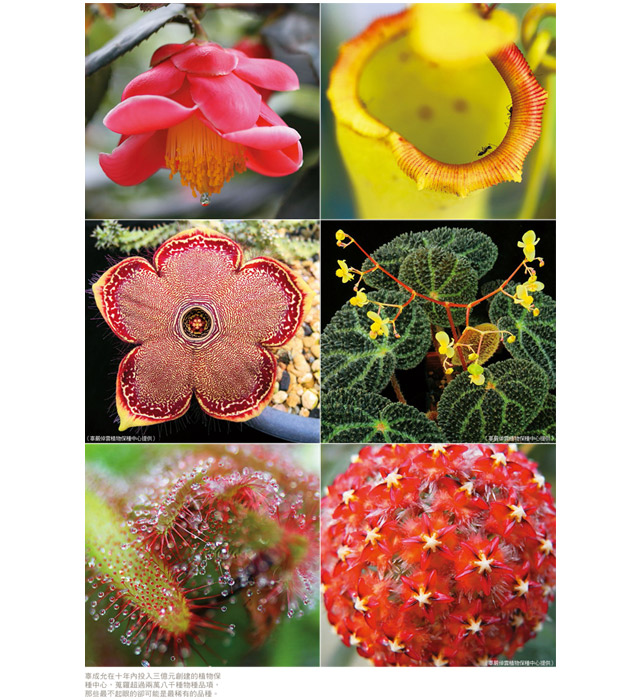 （辜嚴倬雲植物保種中心提供）
（辜嚴倬雲植物保種中心提供）
（辜嚴倬雲植物保種中心提供）
辜成允在十年內投入三億元創建的植物保
種中心，蒐羅超過兩萬八千種物種品項，
那些最不起眼的卻可能是最稀有的品種。